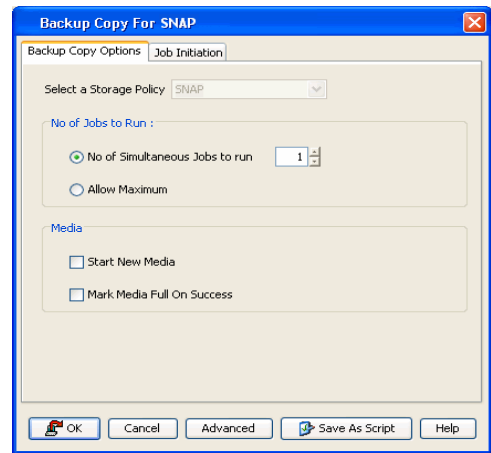 Backup Copy For SNAP
Backup Copy Options Job Initiation
Select a Storage Policy SNAP
No of Jobs to Run :
No of Simultaneous Jobs to run 1
Allow Maximum
Media
Start New Media
Mark Media Full On Success
OK Cancel Advanced Save As Script Help